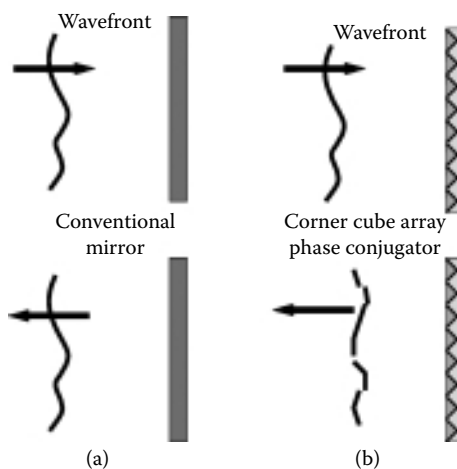 Wavefront
Wavefront
Conventional
mirror
Corner cube array
phase conjugator
(a)
(b)